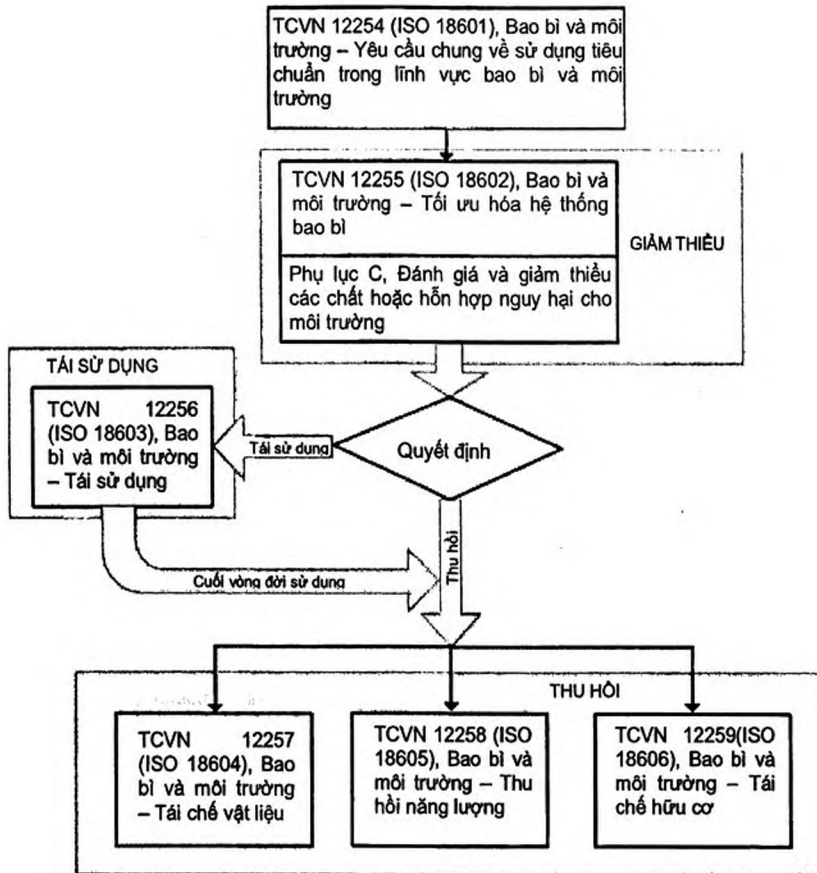 TCVN 12254 (ISO 18601), Bao bì và môi
trường – Yêu cầu chung về sử dụng tiêu
chuẩn trong lĩnh vực bao bì và môi
trường
TCVN 12255 (ISO 18602), Bao bì và
môi trường – Tối ưu hóa hệ thống
bao bì
GIẢM THIỀU
Phụ lục C, Đánh giá và giảm thiểu
các chất hoặc hỗn hợp nguy hại cho
môi trường
TÁI SỬ DỤNG
TCVN 12256
(ISO 18603), Bao
bì và môi trường
– Tái sử dụng
Tái sử dụng
Quyết định
Thu hồi
Cuối vòng đời sử dụng
THU HỒI
TCVN 12257
(ISO 18604), Bao
bì và môi trường
– Tái chế vật liệu
TCVN 12258 (ISO
18605), Bao bì và
môi trường – Thu
hồi năng lượng
TCVN 12259(ISO
18606), Bao bì và
môi trường – Tái
chế hữu cơ